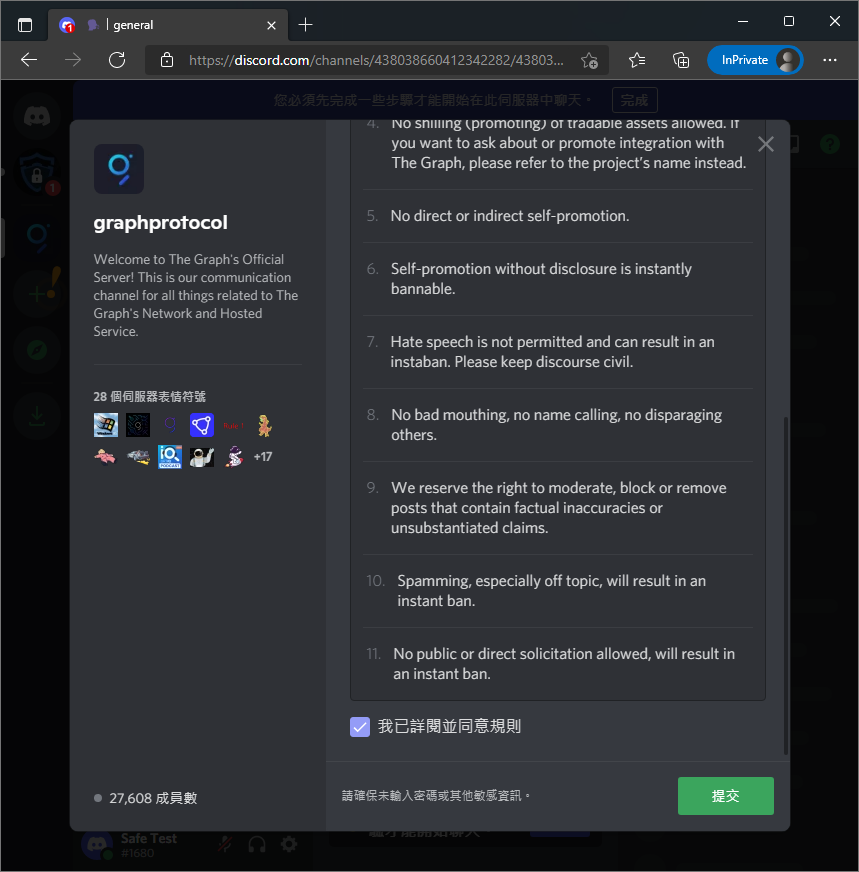 general
https://discord.com/channels/438038660412342282/43803...
InPrivate
您必須先完成一些步驟才能開始在此伺服器中聊天。
完成
1
graphprotocol
Welcome to The Graph's Official
Server! This is our communication
channel for all things related to The
Graph's Network and Hosted
Service.
28 個伺服器表情符號
+17
27,608 成員數
4. No shilling (promoting) of tradable assets allowed. If
you want to ask about or promote integration with
The Graph, please refer to the project's name instead.
5. No direct or indirect self-promotion.
6. Self-promotion without disclosure is instantly
bannable.
7. Hate speech is not permitted and can result in an
instaban. Please keep discourse civil.
8. No bad mouthing, no name calling, no disparaging
others.
9. We reserve the right to moderate, block or remove
posts that contain factual inaccuracies or
unsubstantiated claims.
10. Spamming, especially off topic, will result in an
instant ban.
11. No public or direct solicitation allowed, will result in
an instant ban.
我已詳閱並同意規則
請確保未輸入密碼或其他敏感資訊。
提交
Safe Test
#1680